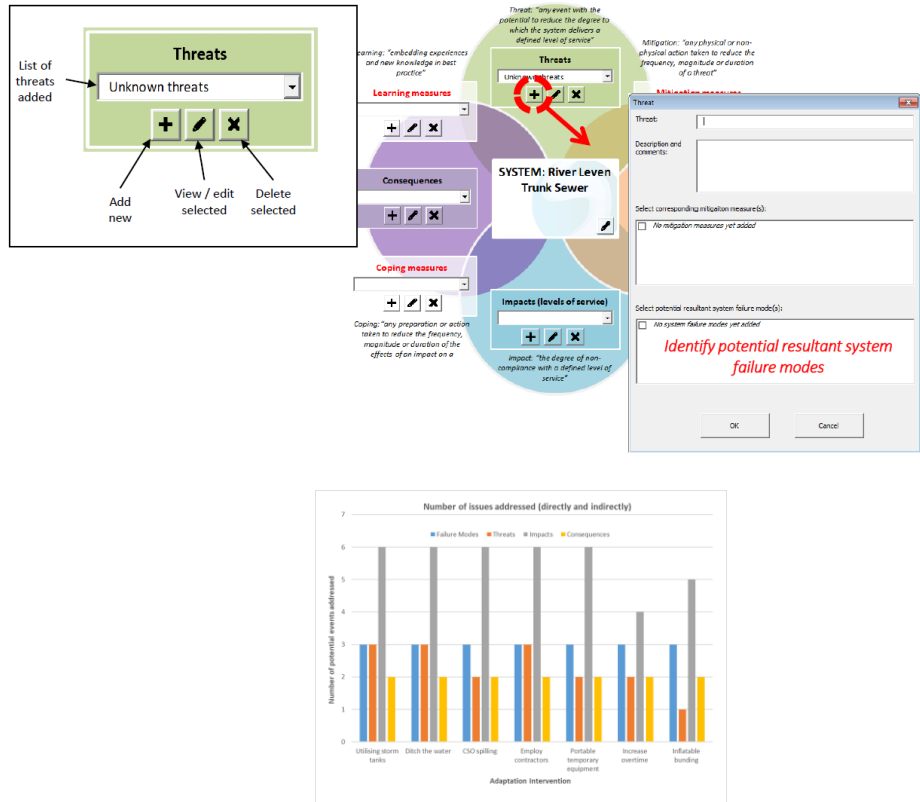 Threats
List of
threats
added
Unknown threats
Add
new
View / edit
selected
Delete
selected
Threat: "any event with the
potential to reduce the degree to
which the system delivers a
defined level of service"
Threats
Unknown threats
earning: "embedding experiences
and new knowledge in best
practice"
Learning measures
Mitigation: "any physical or non-
physical action taken to reduce the
frequency, magnitude or duration
of a threat"
Mitigation measures
Consequences
SYSTEM: River Leven
Trunk Sewer
Coping measures
Coping: "any preparation or action
taken to reduce the frequency,
magnitude or duration of the
effects of an impact on a
Impacts (levels of service)
Impact: "the degree of non-
compliance with a defined level of
service"
Threat
Threat:
Description and
comments:
Select corresponding mitigaiton measure(s):
No mitigation measures yet added
Select potential resultant system failure mode(s):
No system failure modes yet added
Identify potential resultant system
failure modes
OK
Cancel
Number of issues addressed (directly and indirectly)
Failure Modes Threats Impacts Consequences
Number of potential events addressed
7
6
5
4
3
2
1
0
Utilising storm
tanks
Ditch the water
CSO spilling
Employ
contractors
Portable
temporary
equipment
Increase
overtime
Inflatable
bunding
Adaptation Intervention